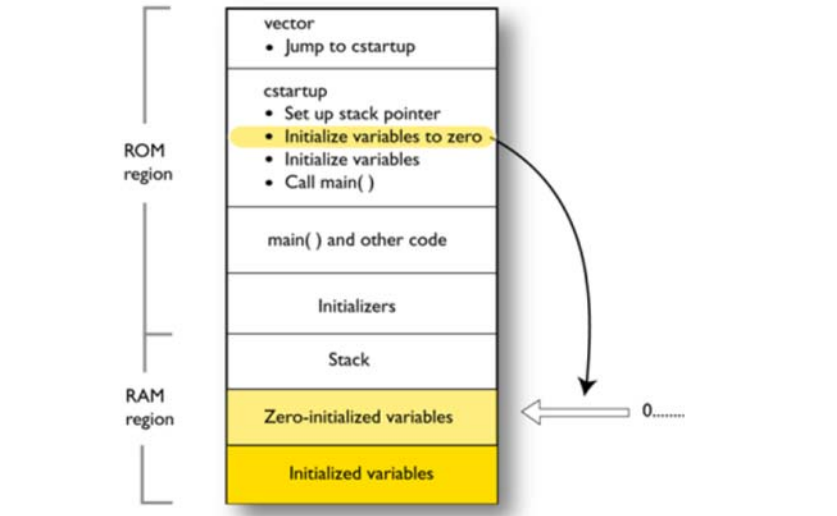 vector
• Jump to cstartup
cstartup
• Set up stack pointer
• Initialize variables to zero
• Initialize variables
• Call main( )
ROM
region
main( ) and other code
Initializers
Stack
RAM
region
Zero-initialized variables
0........
Initialized variables